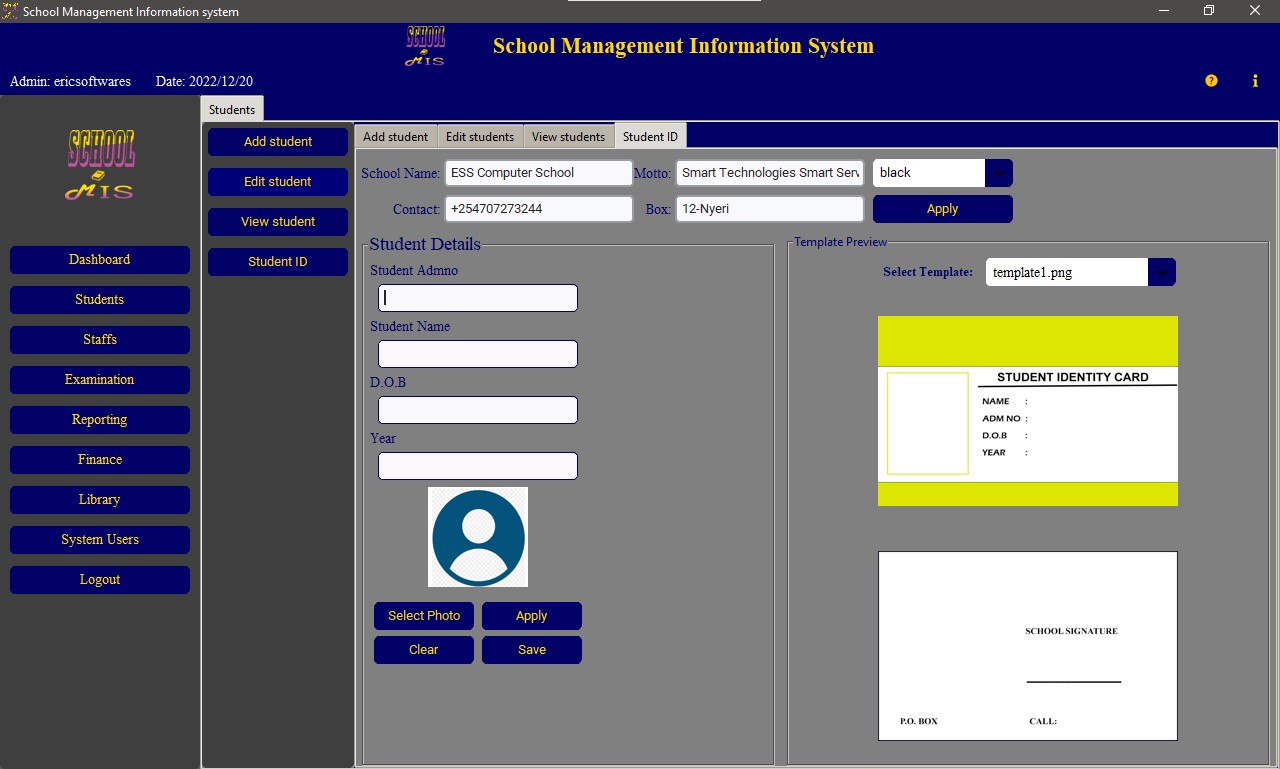 School Management Information system
SCHOOL
MIS
School Management Information System
Admin: ericsoftwares
Date: 2022/12/20
?
i
SCHOOL
MIS
Dashboard
Students
Staffs
Examination
Reporting
Finance
Library
System Users
Logout
Students
Add student
Edit student
View student
Student ID
Add student
Edit students
View students
Student ID
School Name:
ESS Computer School
Motto:
Smart Technologies Smart Serv
black
Contact:
+254707273244
Box:
12-Nyeri
Apply
Student Details
Student Admno
Student Name
D.O.B
Year
Select Photo
Apply
Clear
Save
Template Preview
Select Template:
template1.png
STUDENT IDENTITY CARD
NAME :
ADM NO :
D.O.B :
YEAR :
SCHOOL SIGNATURE
P.O. BOX
CALL: